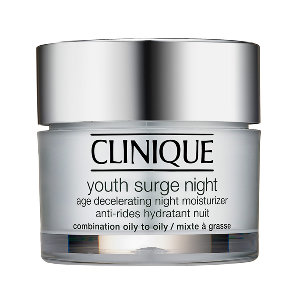 CLINIQUE
youth surge night
age decelerating night moisturizer
anti-rides hydratant nuit
combination oily to oily / mixte à grasse